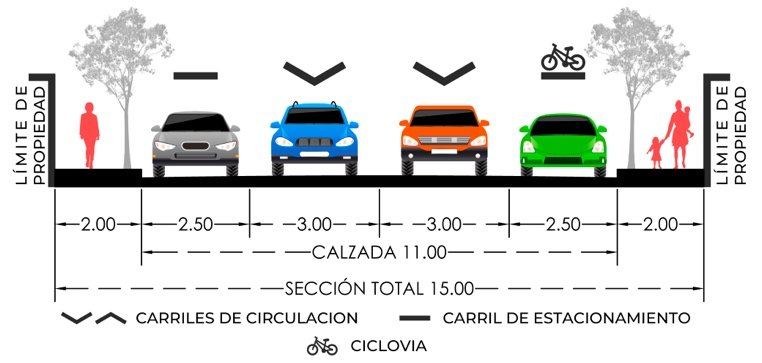 LÍMITE DE
PROPIEDAD
LÍMITE DE
PROPIEDAD
2.00 2.50 3.00 3.00 2.50 2.00
CALZADA 11.00
SECCIÓN TOTAL 15.00
CARRILES DE CIRCULACION CARRIL DE ESTACIONAMIENTO
CICLOVIA